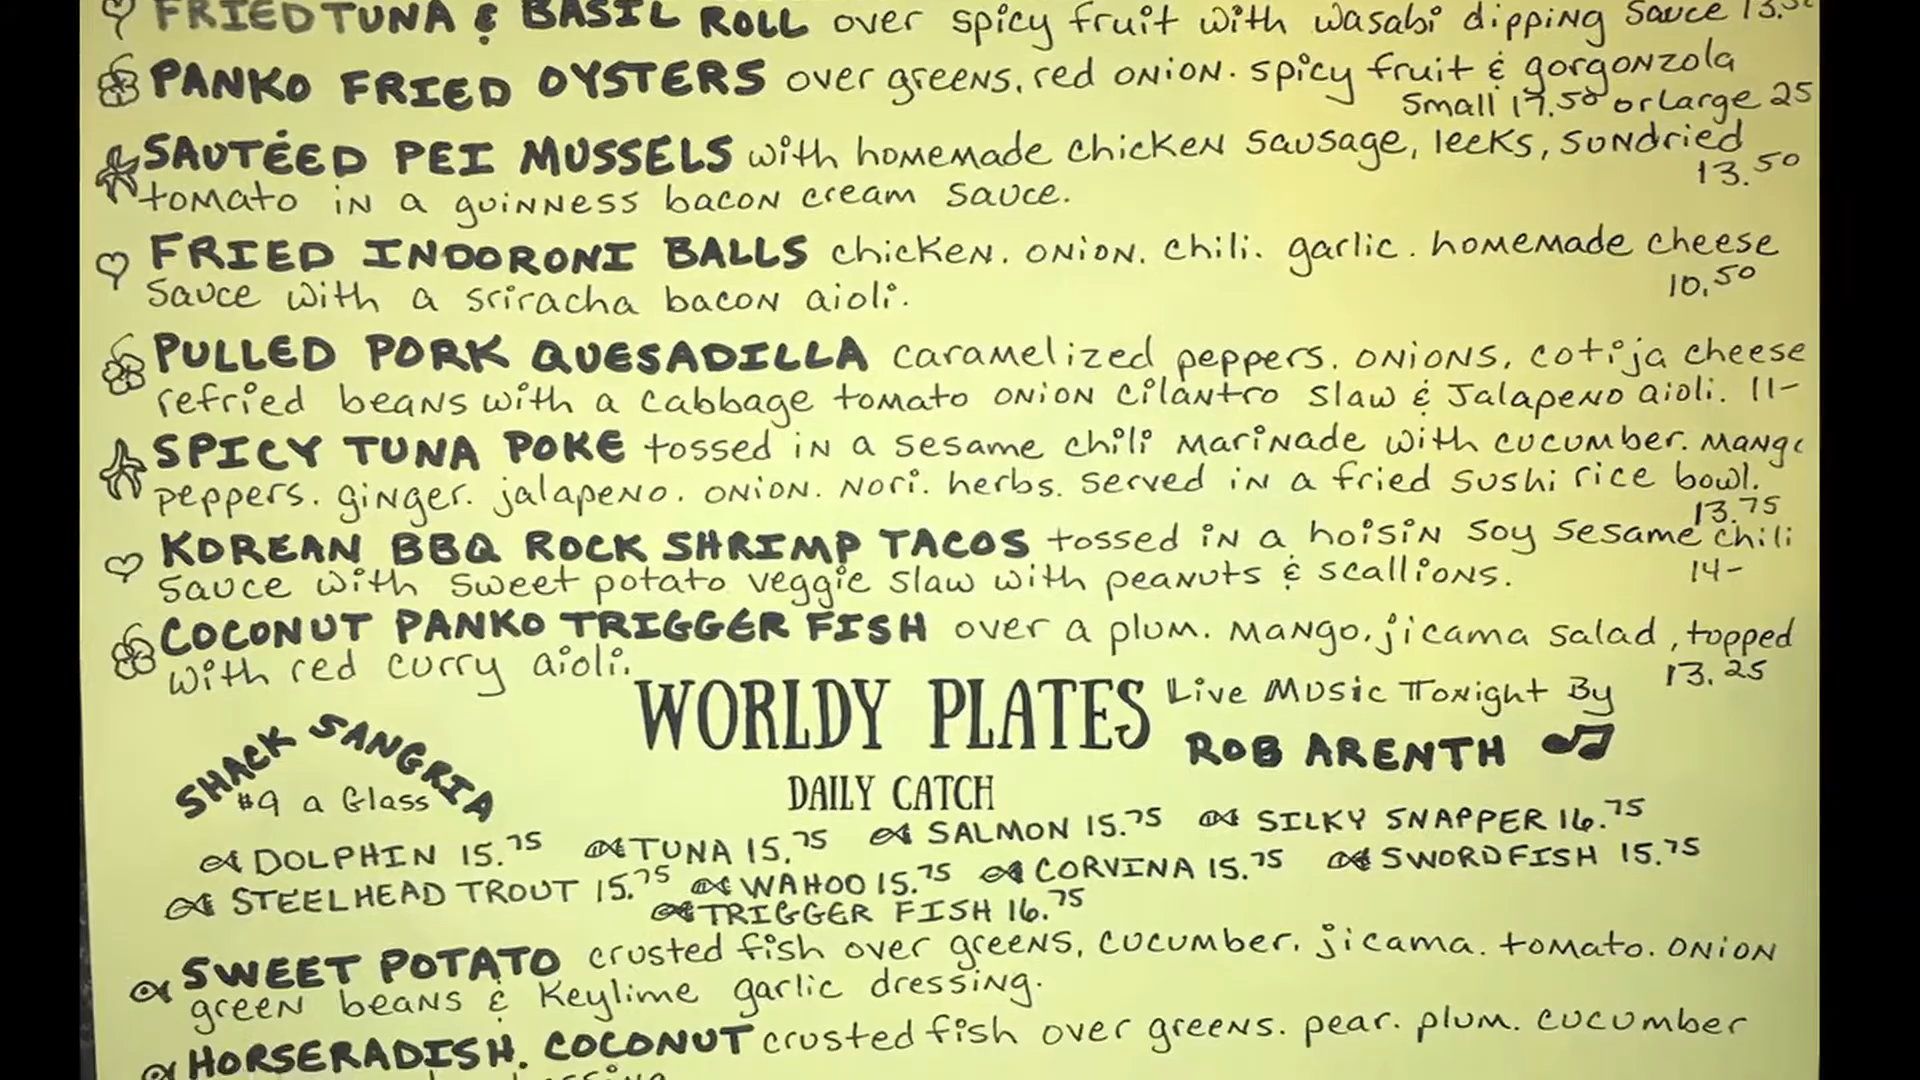 FRIED TUNA & BASIL ROLL over spicy fruit with wasabi dipping sauce
PANKO FRIED OYSTERS over greens, red onion. spicy fruit & gorgonzola
small 17.50 or Large 25
SAUTÉED PEI MUSSELS with homemade chicken sausage, leeks, sundried
13.50
tomato in a guinness bacon cream sauce.
FRIED INDORONI BALLS chicken. onion. chili. garlic. homemade cheese
10.50
sauce with a sriracha bacon aioli.
PULLED PORK QUESADILLA caramelized peppers. onions, cotija cheese
refried beans with a cabbage tomato onion cilantro slaw & Jalapeno aioli. 11-
SPICY TUNA POKE tossed in a sesame chili marinade with cucumber. mango
peppers. ginger. jalapeno. onion. nori. herbs. served in a fried sushi rice bowl.
13.75
KOREAN BBQ ROCK SHRIMP TACOS tossed in a hoisin soy sesame chili
sauce with sweet potato veggie slaw with peanuts & scallions. 14-
COCONUT PANKO TRIGGER FISH over a plum. mango. jicama salad, topped
with red curry aioli. 13.25
WORLDY PLATES
Live Music Tonight By
ROB ARENTH
SHACK SANGRIA
$9 a Glass
DAILY CATCH
DOLPHIN 15.75 TUNA 15.75 SALMON 15.75 SILKY SNAPPER 16.75
STEELHEAD TROUT 15.75 WAHOO 15.75 CORVINA 15.75 SWORDFISH 15.75
TRIGGER FISH 16.75
SWEET POTATO crusted fish over greens, cucumber. jicama. tomato. onion
green beans & Keylime garlic dressing.
HORSERADISH. COCONUT crusted fish over greens. pear. plum. cucumber